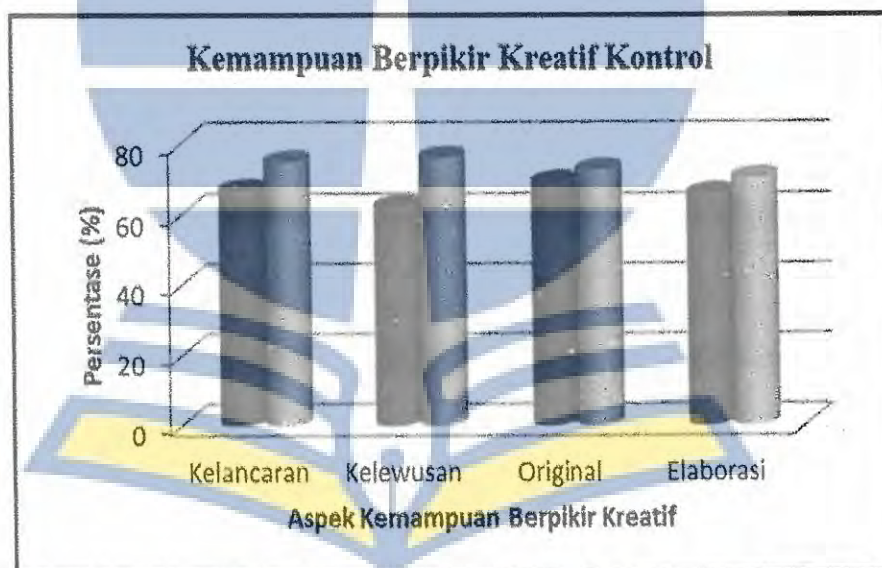 Kemampuan Berpikir Kreatif Kontrol
Persentase (%)
80
60
40
20
0
Kelancaran Kelewusan Original Elaborasi
Aspek Kemampuan Berpikir Kreatif